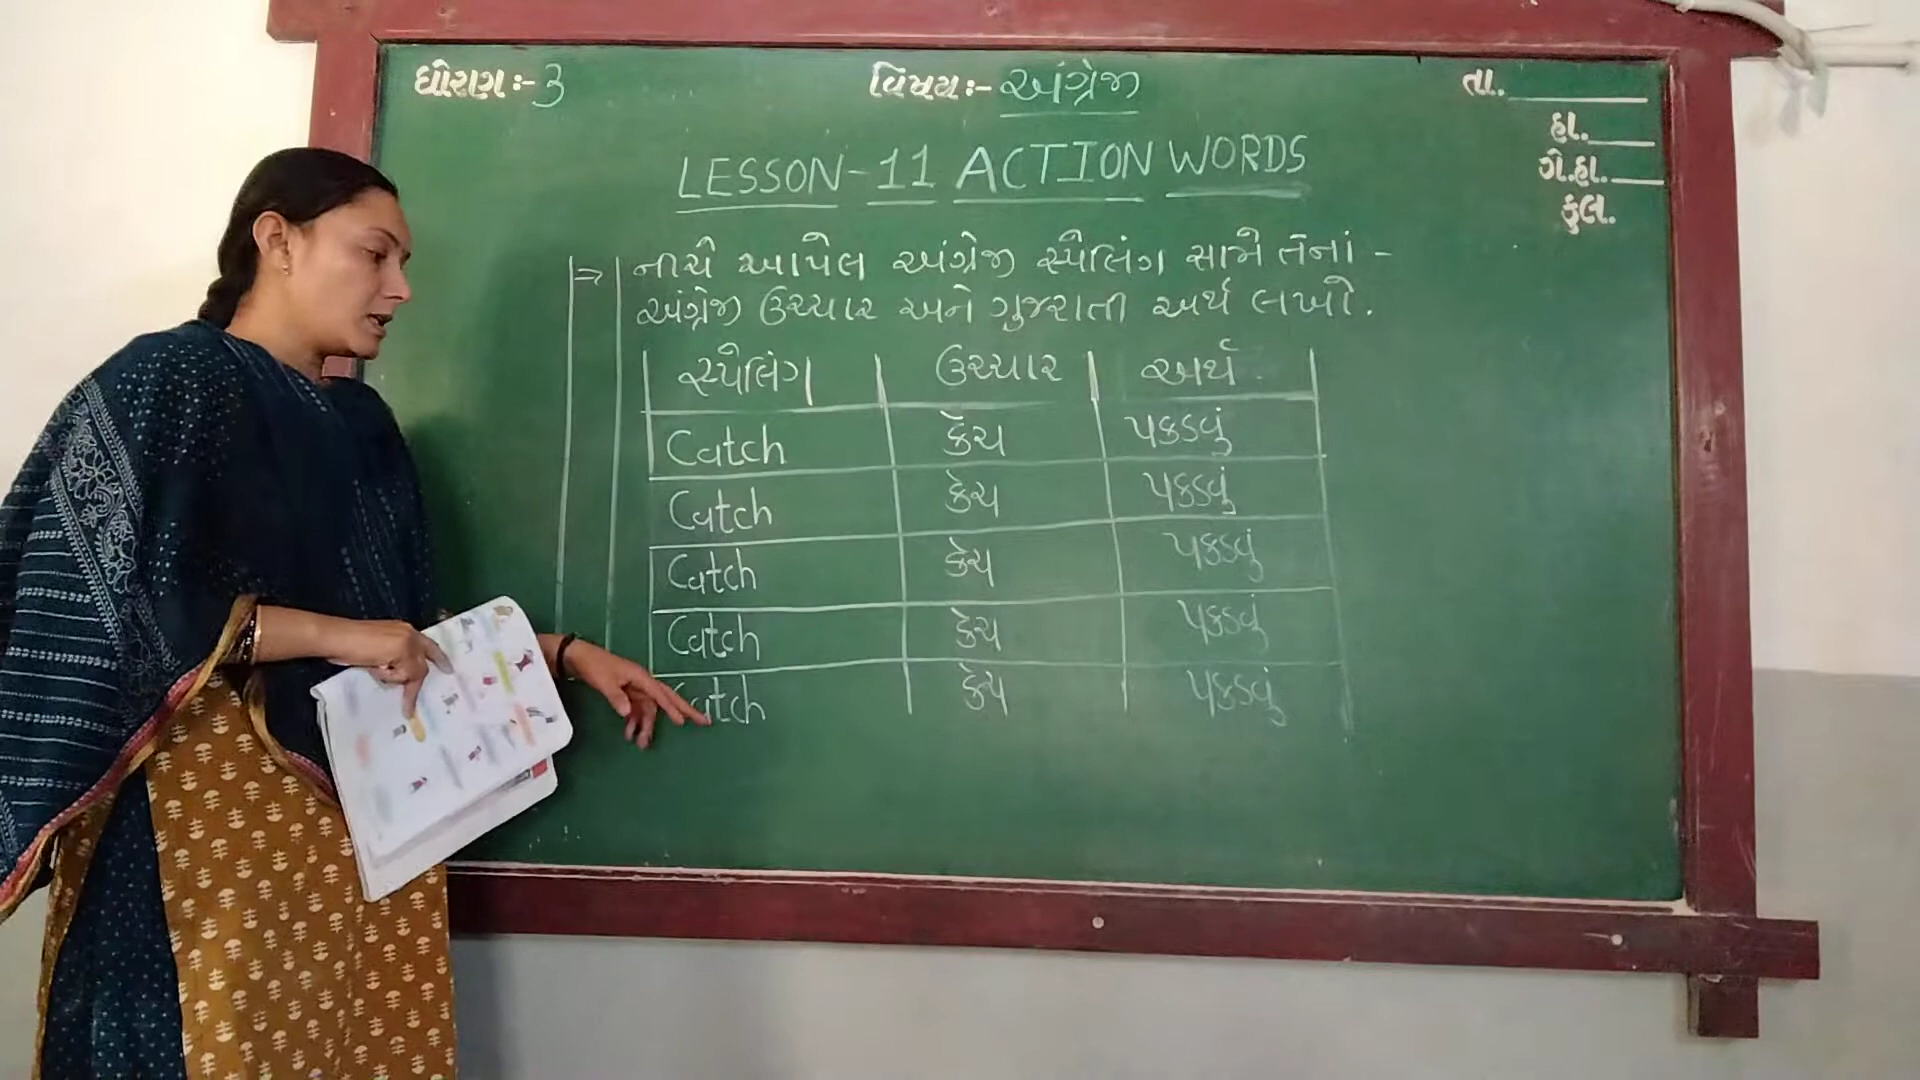 ધોરણ:- 3 વિષય:- અંગ્રેજી તા.
હા.
ગે.હા.
કુલ.
LESSON-11 ACTION WORDS
⇒ નીચે આપેલ અંગ્રેજી સ્પેલિંગ સામે તેનાં -
અંગ્રેજી ઉચ્ચાર અને ગુજરાતી અર્થ લખો.
સ્પેલિંગ ઉચ્ચાર અર્થ
Catch કેચ પકડવું
Catch કેચ પકડવું
Catch કેચ પકડવું
Catch કેચ પકડવું
Catch કેચ પકડવું